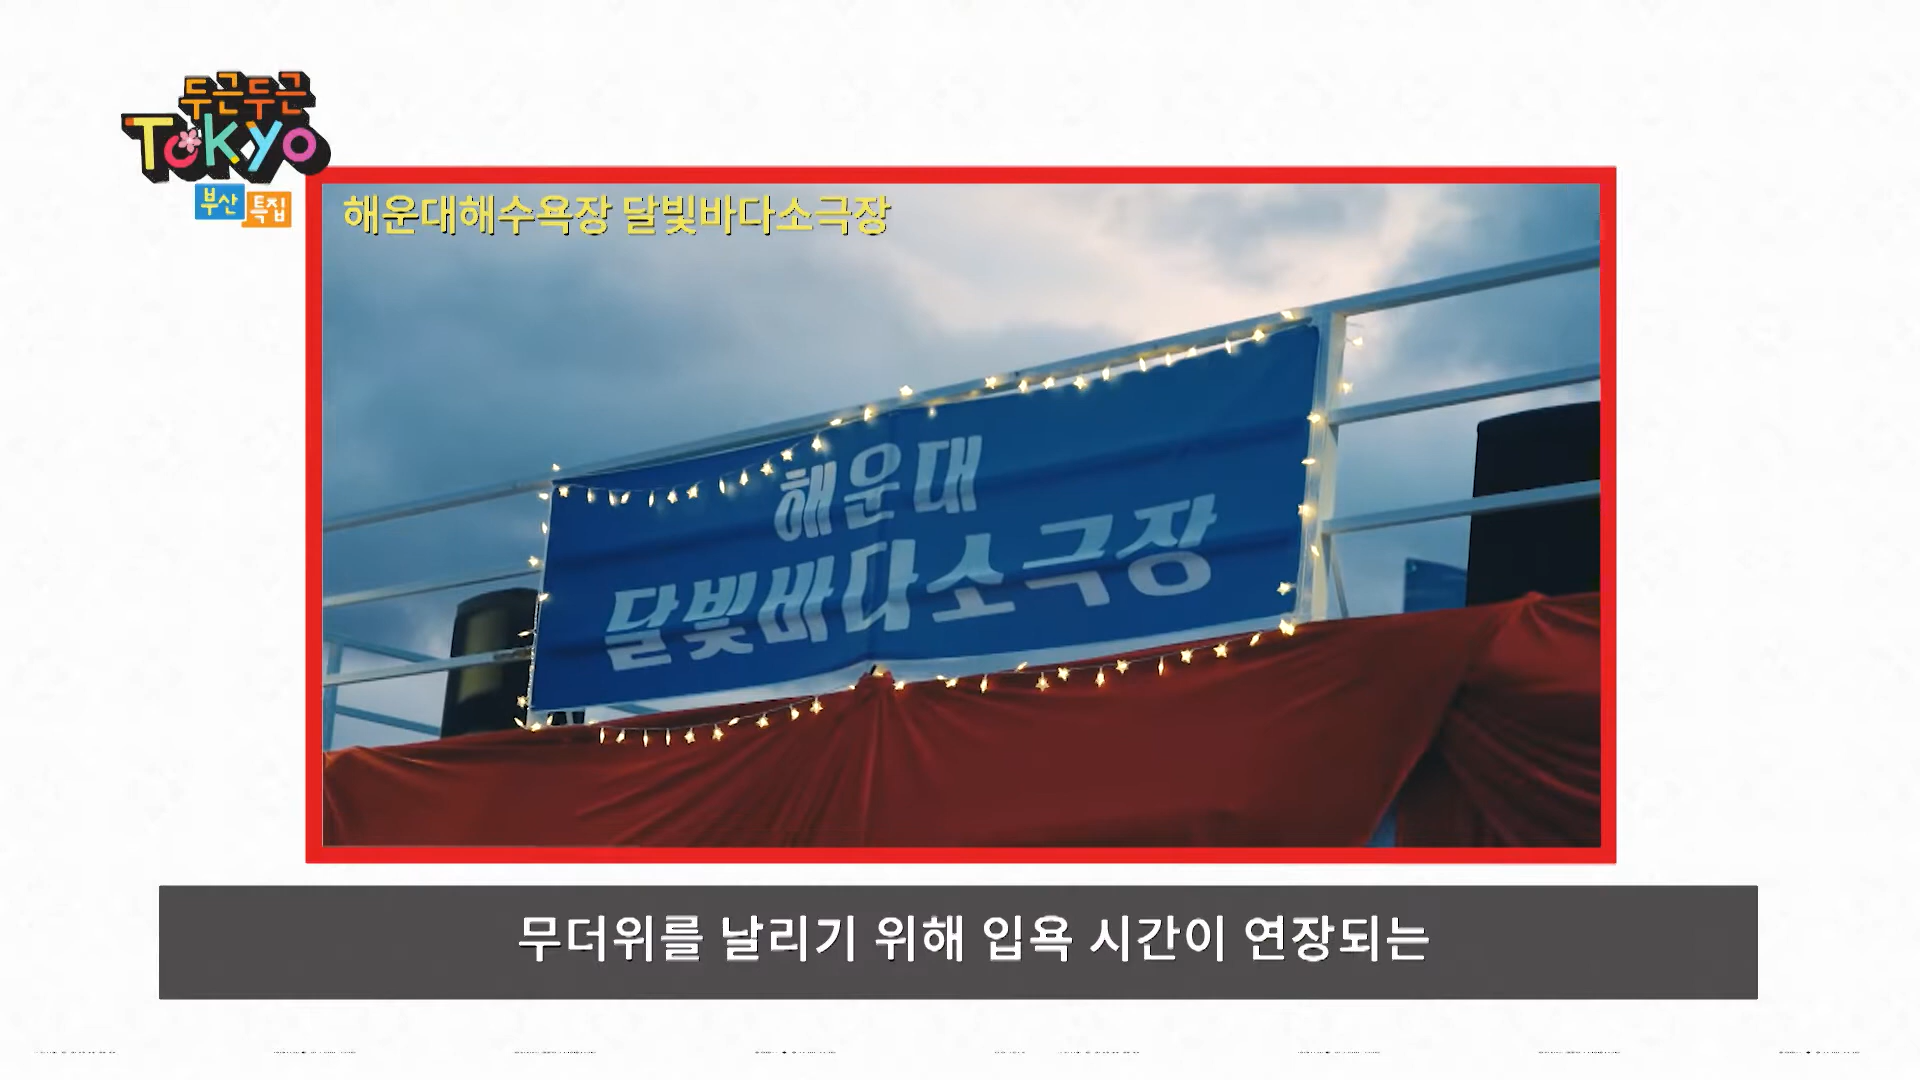 두근두근
TOKYO
부산 특집
해운대해수욕장 달빛바다소극장
해운대
달빛바다소극장
무더위를 날리기 위해 입욕 시간이 연장되는